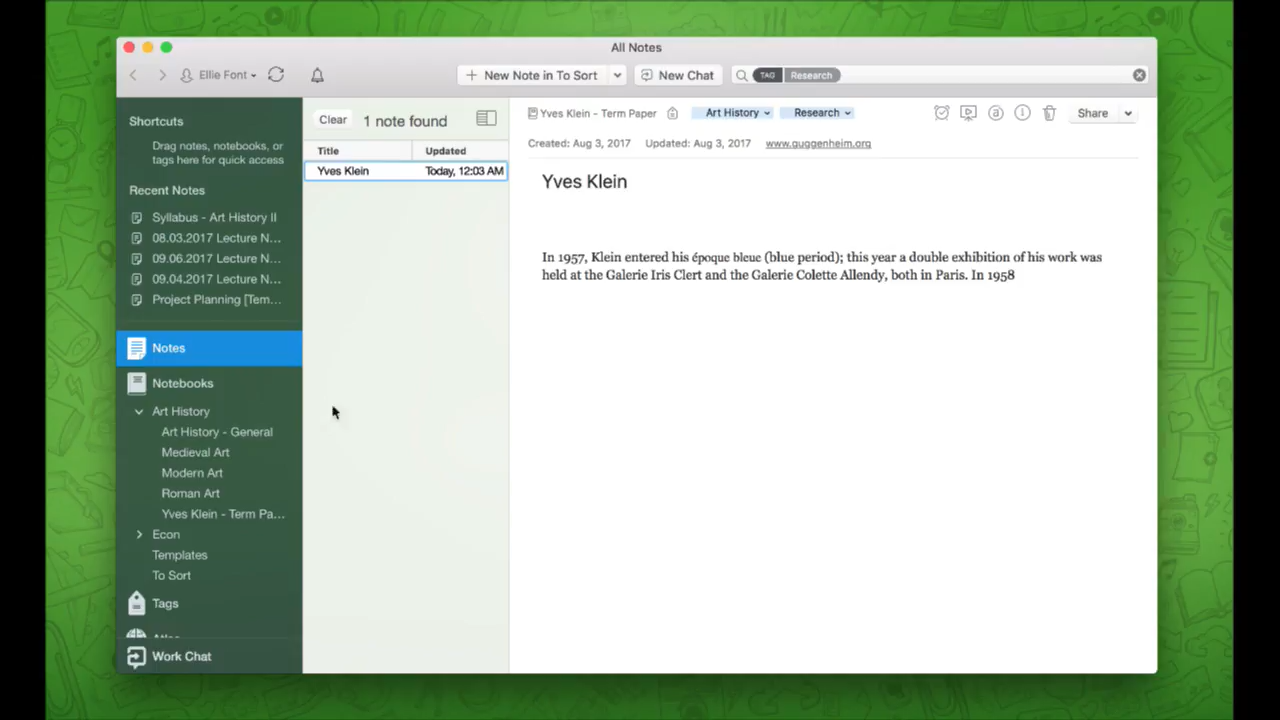 All Notes
Ellie Font
New Note in To Sort
New Chat
TAG Research
Shortcuts
Drag notes, notebooks, or
tags here for quick access
Recent Notes
Syllabus - Art History II
08.03.2017 Lecture N...
09.06.2017 Lecture N...
09.04.2017 Lecture N...
Project Planning [Tem...
Notes
Notebooks
Art History
Art History - General
Medieval Art
Modern Art
Roman Art
Yves Klein - Term Pa...
Econ
Templates
To Sort
Tags
Atlas
Work Chat
Clear
1 note found
Title Updated
Yves Klein Today, 12:03 AM
Yves Klein - Term Paper Art History Research Share
Created: Aug 3, 2017 Updated: Aug 3, 2017 www.guggenheim.org
Yves Klein
In 1957, Klein entered his époque bleue (blue period); this year a double exhibition of his work was
held at the Galerie Iris Clert and the Galerie Colette Allendy, both in Paris. In 1958